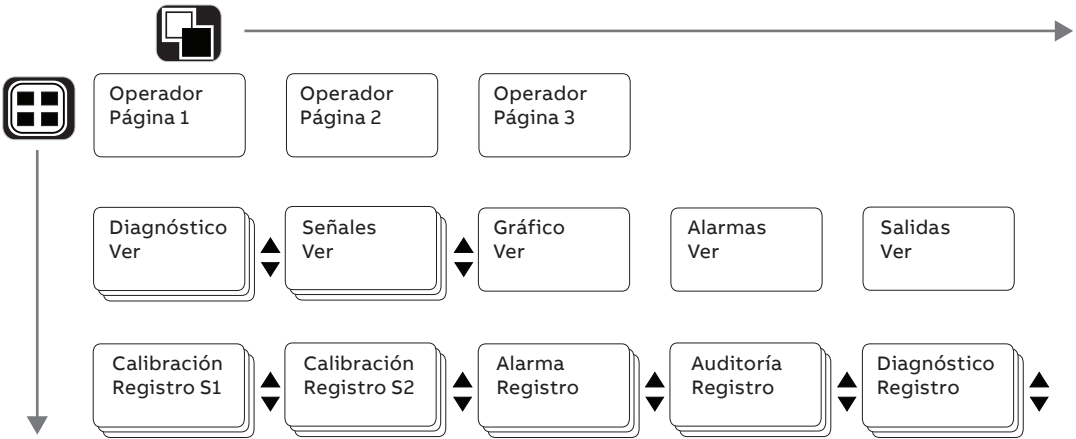 Operador
Página 1
Operador
Página 2
Operador
Página 3
Diagnóstico
Ver
Señales
Ver
Gráfico
Ver
Alarmas
Ver
Salidas
Ver
Calibración
Registro S1
Calibración
Registro S2
Alarma
Registro
Auditoría
Registro
Diagnóstico
Registro